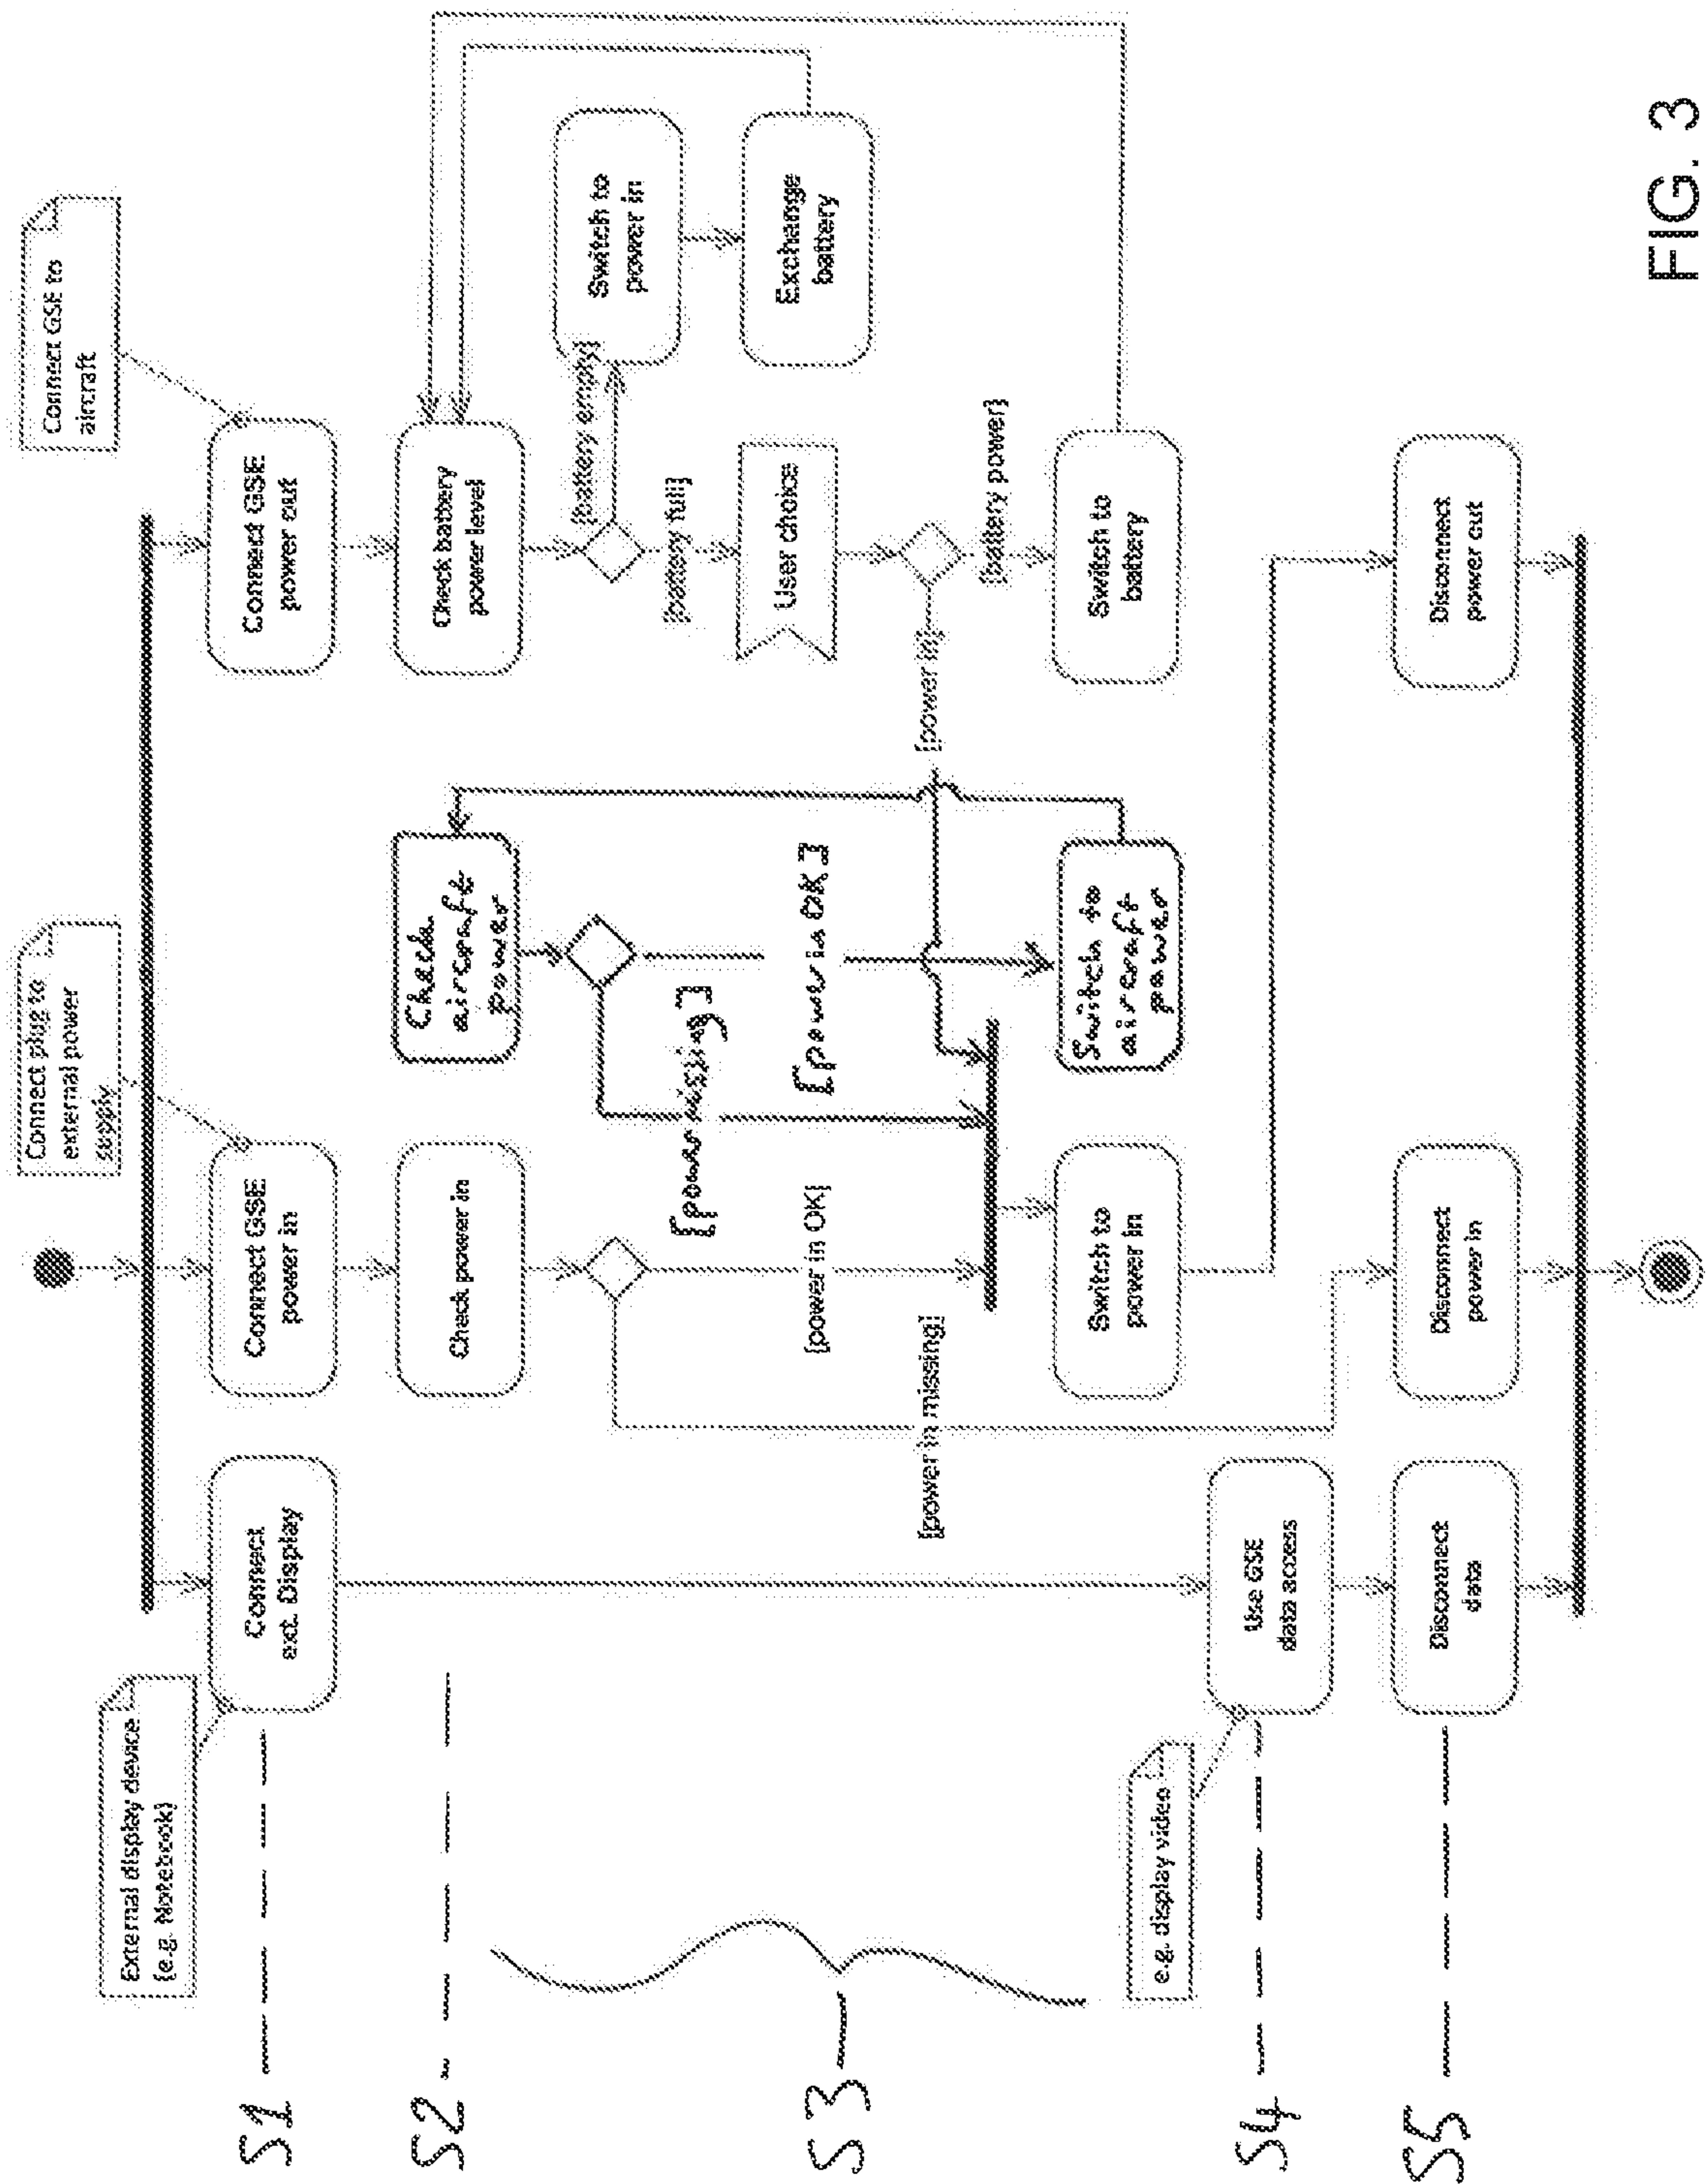 Connect plug to
external power
supply
Connect GSE to
aircraft
External display device
(e.g. Notebook)
S1
Connect
ext. Display
Connect GSE
power in
Connect GSE
power out
S2
Check power in
Check
aircraft
power
Check battery
power level
[battery empty]
Switch to
power in
[power missing]
[battery full]
S3
[power in OK]
[power is OK]
User choice
Exchange
battery
[power in missing]
[power in]
[battery power]
Switch to
power in
Switch to
aircraft
power
Switch to
battery
e.g. display video
S4
Use GSE
data access
S5
Disconnect
data
Disconnect
power in
Disconnect
power out
FIG. 3